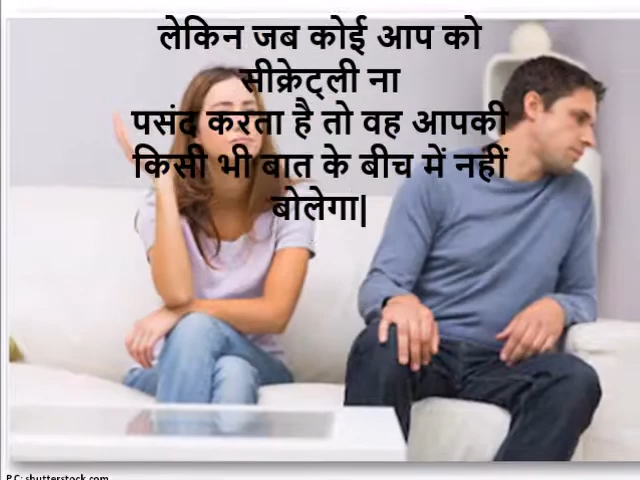 लेकिन जब कोई आप को
सीक्रेट्ली ना
पसंद करता है तो वह आपकी
किसी भी बात के बीच में नहीं
बोलेगा|
P.C: shutterstock.com